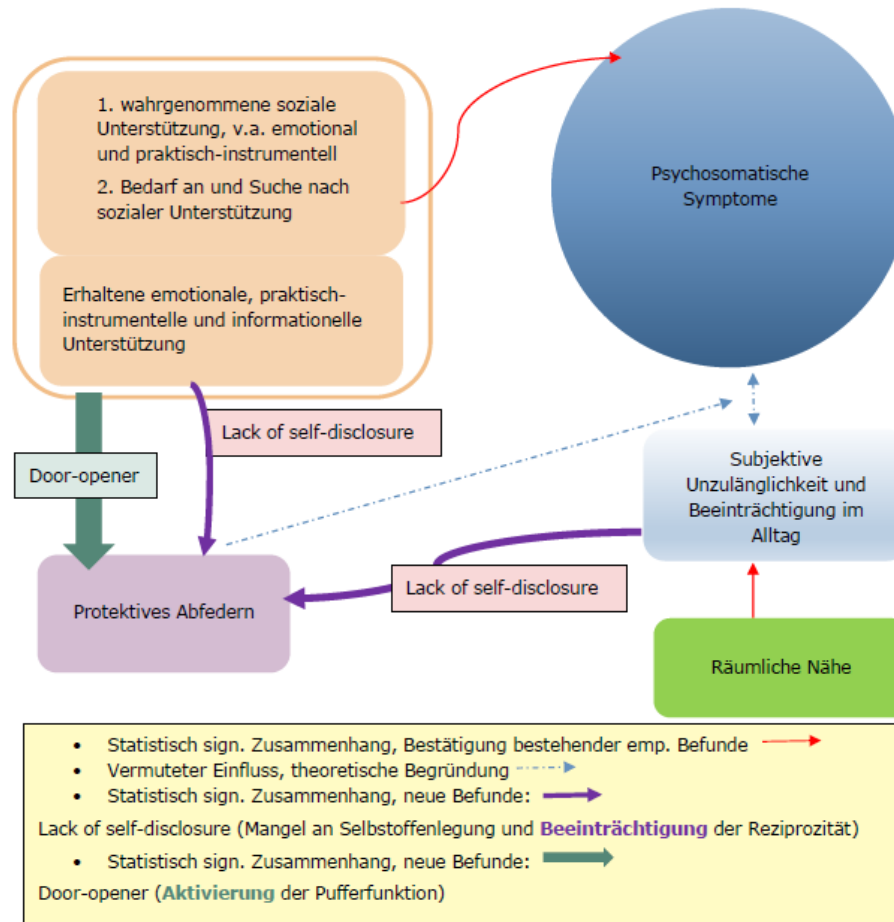 1. wahrgenommene soziale
Unterstützung, v.a. emotional
und praktisch-instrumentell
2. Bedarf an und Suche nach
sozialer Unterstützung
Psychosomatische
Symptome
Erhaltene emotionale, praktisch-
instrumentelle und informationelle
Unterstützung
Lack of self-disclosure
Door-opener
Subjektive
Unzulänglichkeit und
Beeinträchtigung im
Alltag
Lack of self-disclosure
Protektives Abfedern
Räumliche Nähe
• Statistisch sign. Zusammenhang, Bestätigung bestehender emp. Befunde
• Vermuteter Einfluss, theoretische Begründung
• Statistisch sign. Zusammenhang, neue Befunde:
Lack of self-disclosure (Mangel an Selbstoffenlegung und Beeinträchtigung der Reziprozität)
• Statistisch sign. Zusammenhang, neue Befunde:
Door-opener (Aktivierung der Pufferfunktion)